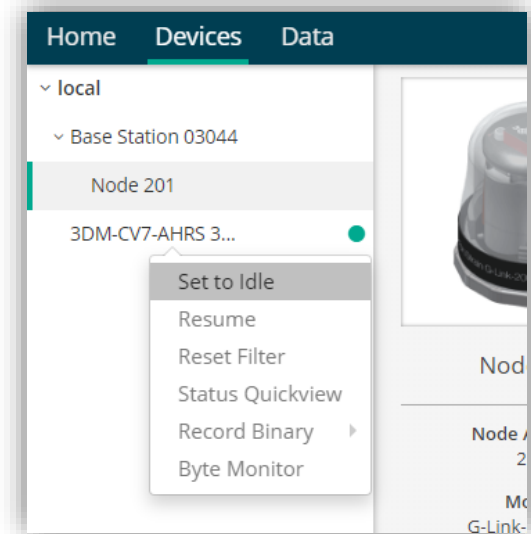 Home Devices Data
local
Base Station 03044
Node 201
3DM-CV7-AHRS 3...
Set to Idle
Resume
Reset Filter
Status Quickview
Record Binary
Byte Monitor
Nod
Node
2
Mo
G-Link-